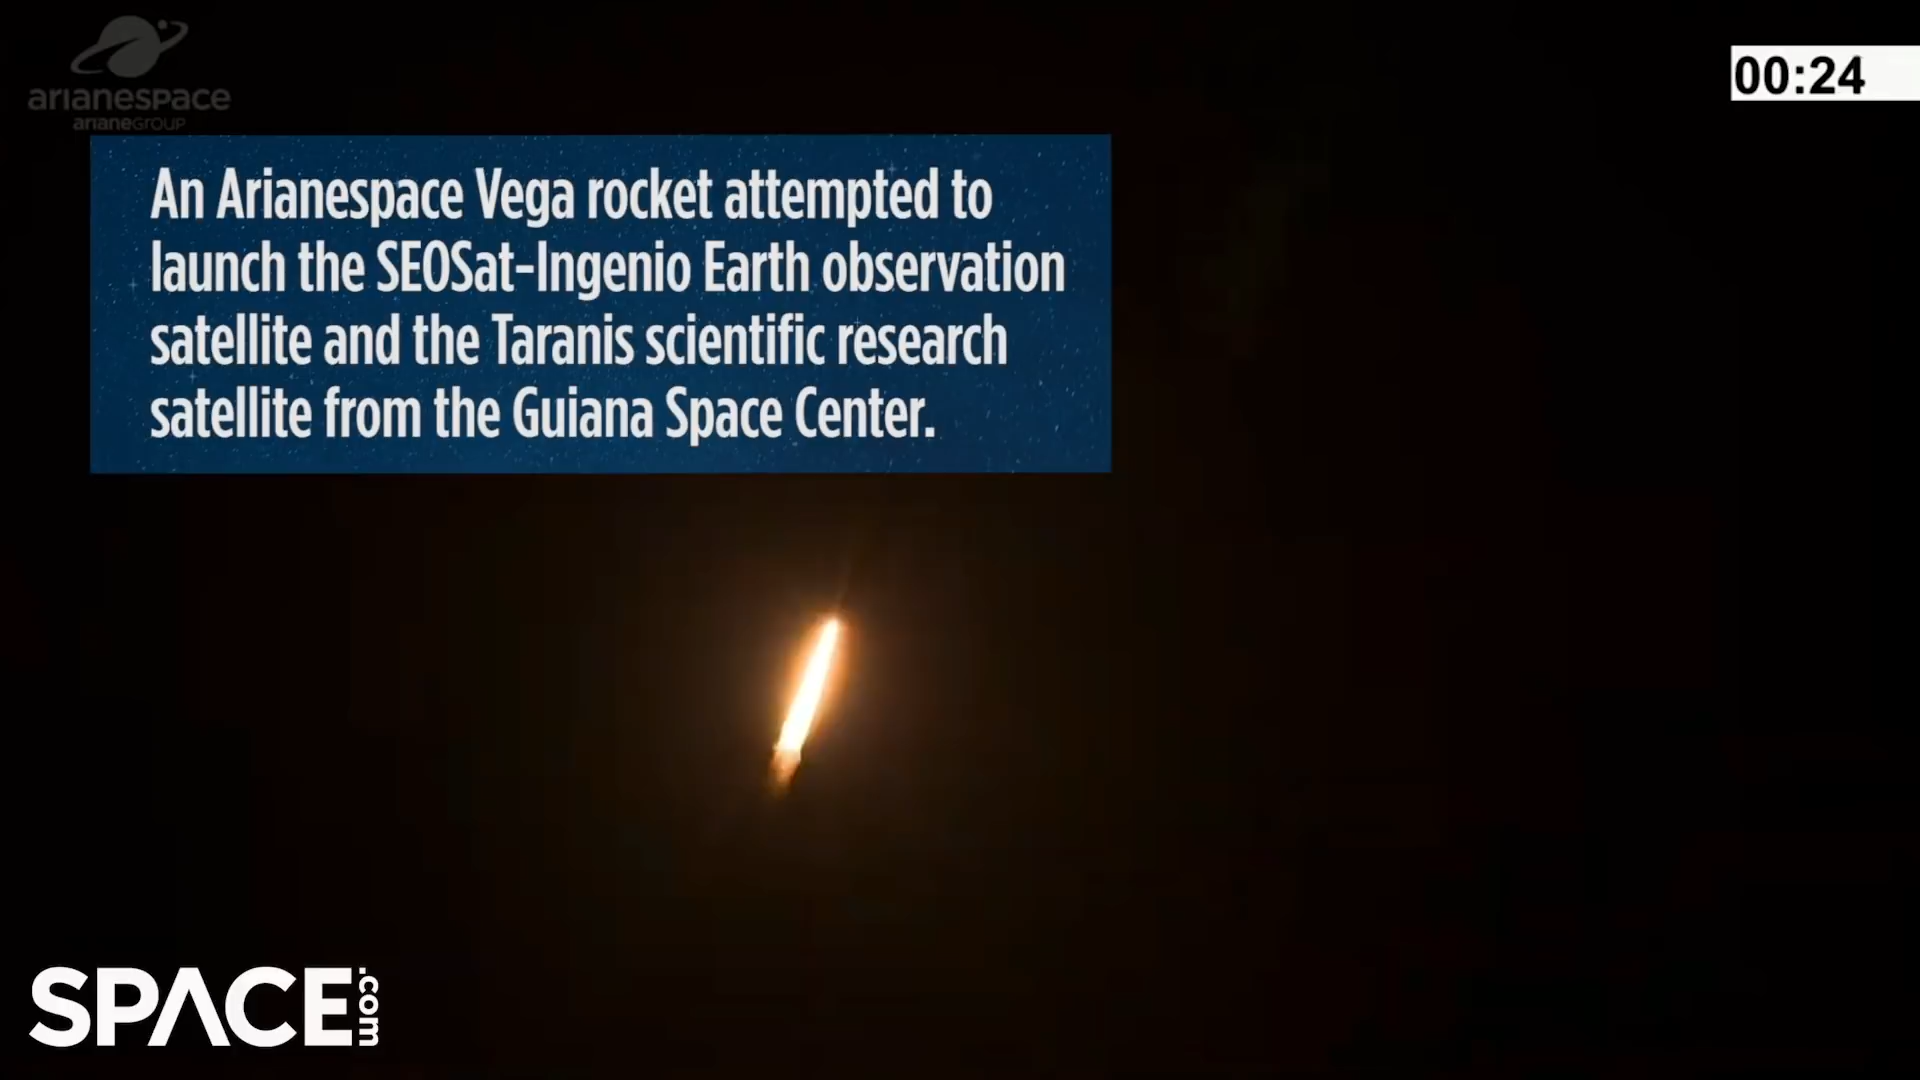 arianespace
arianeGROUP
00:24
An Arianespace Vega rocket attempted to
launch the SEOSat-Ingenio Earth observation
satellite and the Taranis scientific research
satellite from the Guiana Space Center.
SPACE.com